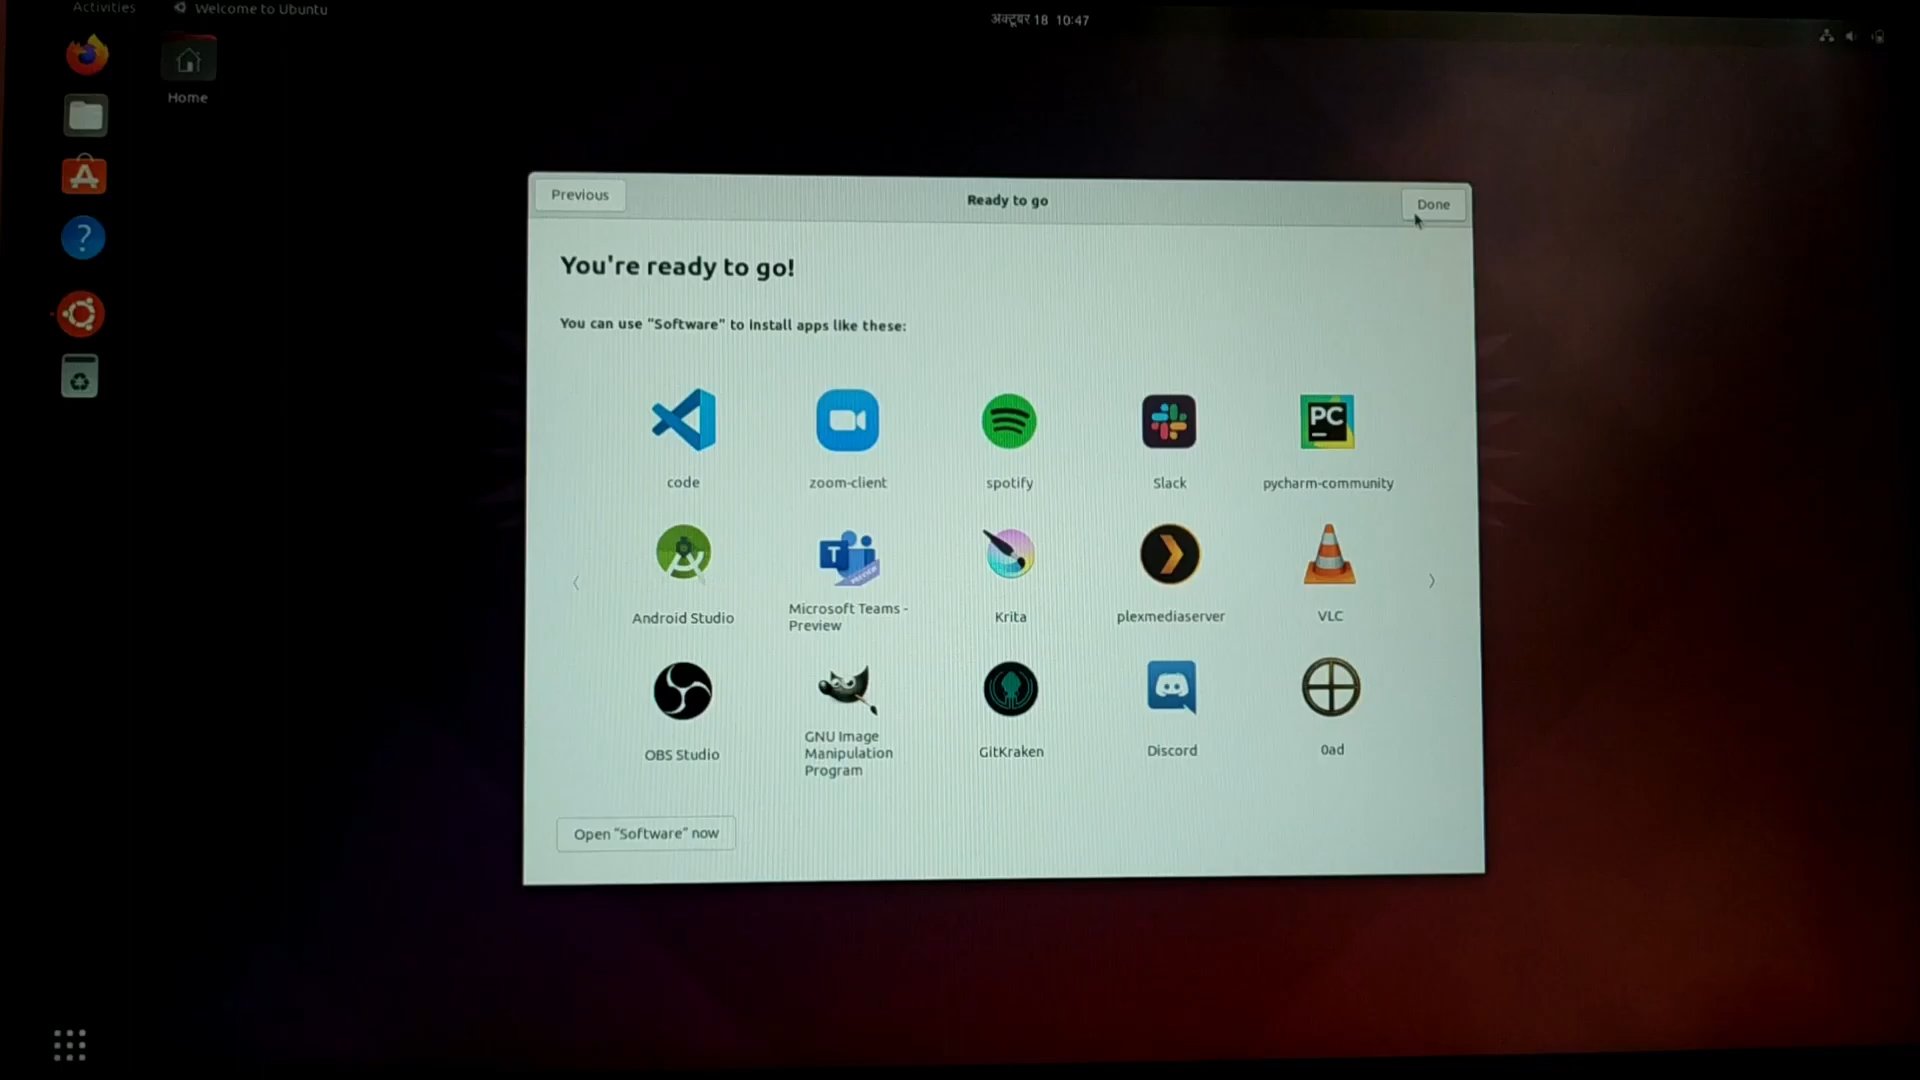 Activities
Welcome to Ubuntu
अक्टूबर 18 10:47
Home
Previous
Ready to go
Done
You're ready to go!
You can use "Software" to install apps like these:
code
zoom-client
spotify
Slack
PC
pycharm-community
Android Studio
T
PREVIEW
Microsoft Teams -
Preview
Krita
plexmediaserver
VLC
OBS Studio
GNU Image
Manipulation
Program
GitKraken
Discord
0ad
Open "Software" now